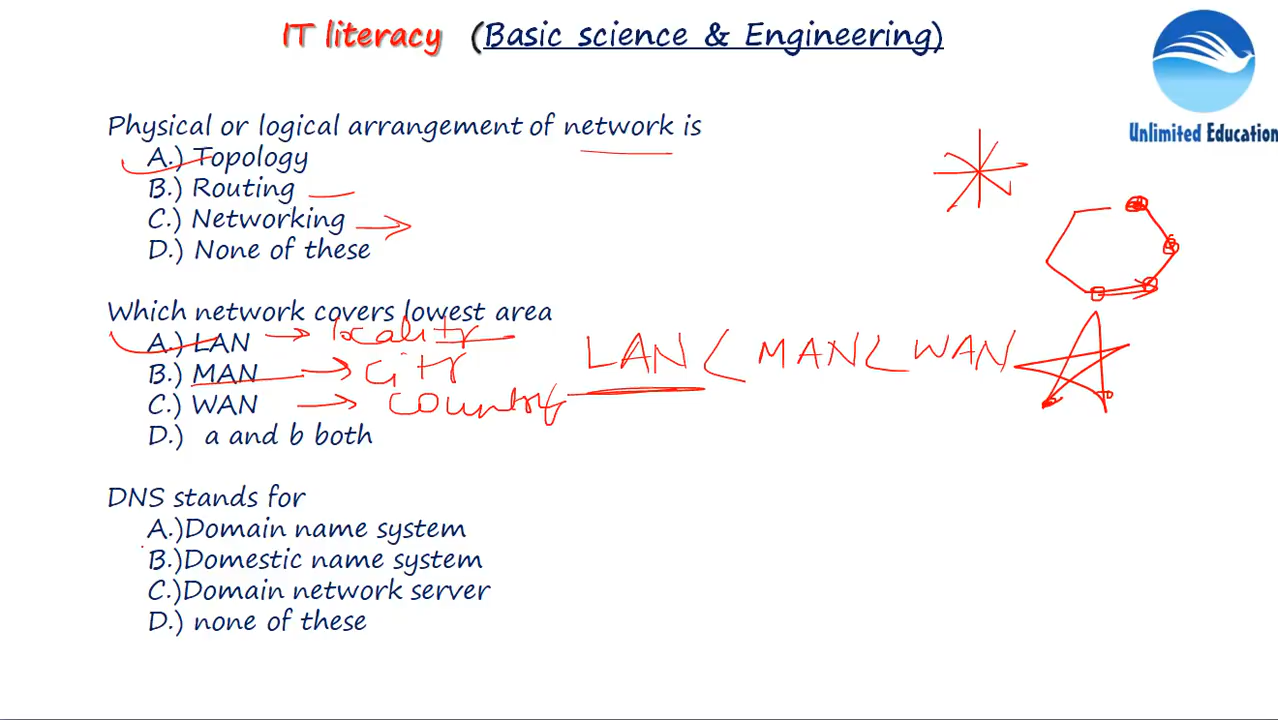 IT literacy (Basic science & Engineering)
Unlimited Education
Physical or logical arrangement of network is
A.) Topology
B.) Routing
C.) Networking
D.) None of these
Which network covers lowest area
A.) LAN → locality
B.) MAN → City
C.) WAN → country
LAN < MAN < WAN
D.) a and b both
DNS stands for
A.)Domain name system
B.)Domestic name system
C.)Domain network server
D.) none of these